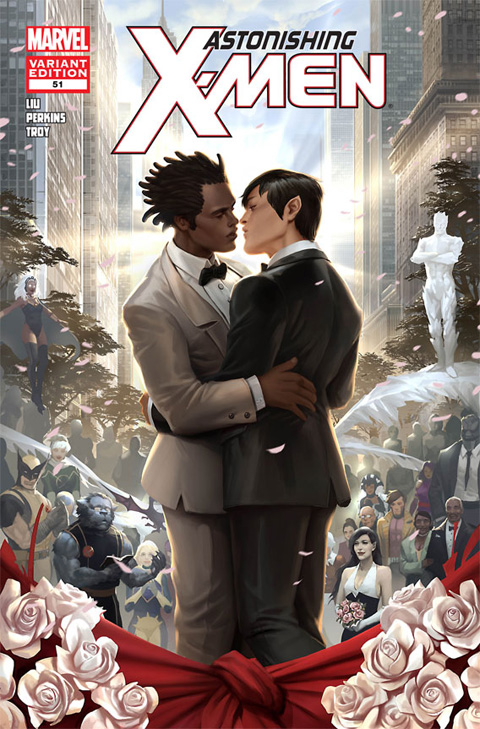 MARVEL
VARIANT
EDITION
51
LIU
PERKINS
TROY
ASTONISHING
X-MEN